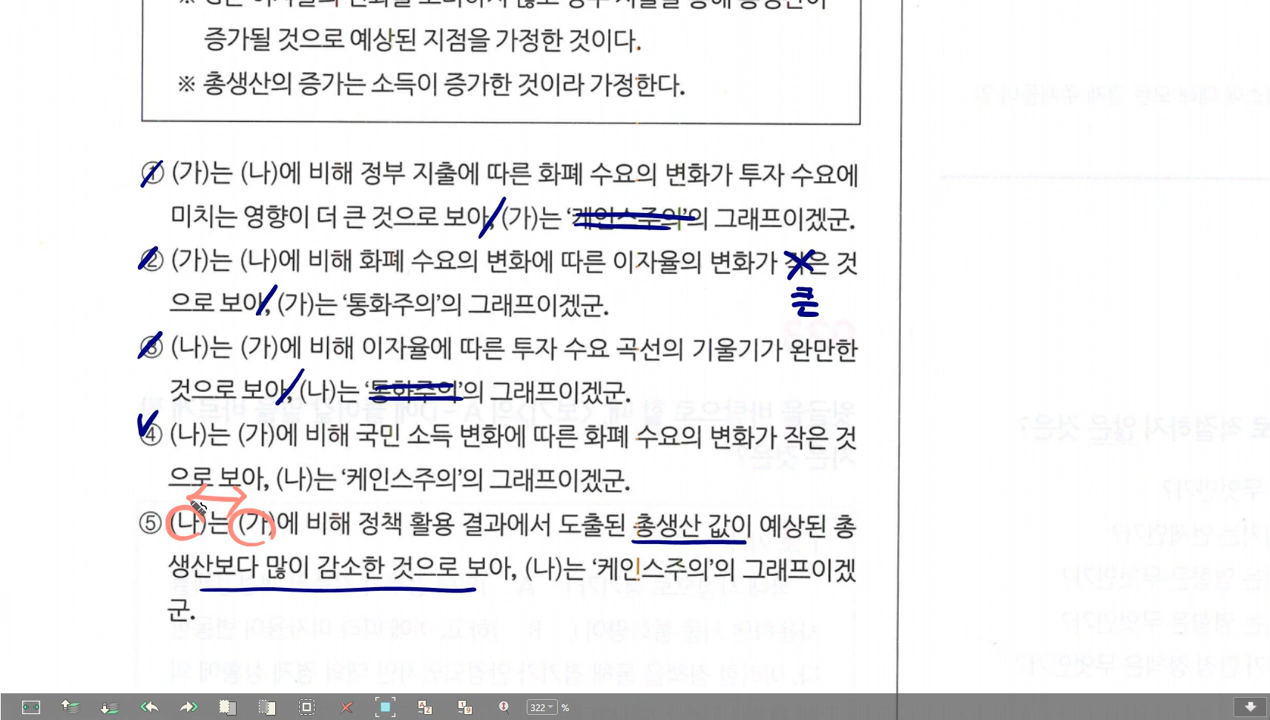 증가될 것으로 예상된 지점을 가정한 것이다.
※ 총생산의 증가는 소득이 증가한 것이라 가정한다.
① (가)는 (나)에 비해 정부 지출에 따른 화폐 수요의 변화가 투자 수요에
미치는 영향이 더 큰 것으로 보아, (가)는 ‘케인스주의’의 그래프이겠군.
② (가)는 (나)에 비해 화폐 수요의 변화에 따른 이자율의 변화가 작은 것
큰
으로 보아, (가)는 ‘통화주의’의 그래프이겠군.
③ (나)는 (가)에 비해 이자율에 따른 투자 수요 곡선의 기울기가 완만한
것으로 보아, (나)는 ‘통화주의’의 그래프이겠군.
④ (나)는 (가)에 비해 국민 소득 변화에 따른 화폐 수요의 변화가 작은 것
으로 보아, (나)는 ‘케인스주의’의 그래프이겠군.
⑤ (나)는 (가)에 비해 정책 활용 결과에서 도출된 총생산 값이 예상된 총
생산보다 많이 감소한 것으로 보아, (나)는 ‘케인스주의’의 그래프이겠
군.
322 %